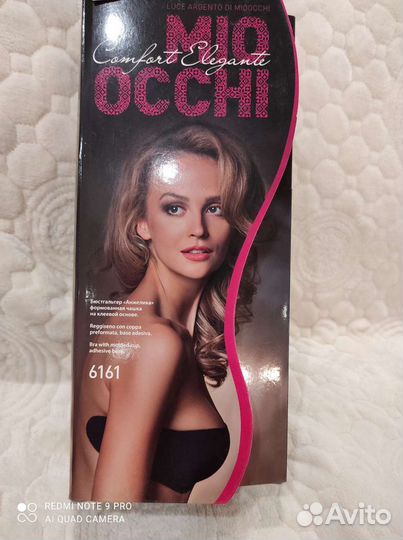 LUCE ARGENTO DI MIOOCCHI
MIO
Comfort Elegante
OCCHI
Бюстгальтер «Анжелика»
формованная чашка
на клеевой основе.
Reggiseno con coppa
preformata, base adesiva.
Bra with molded cup,
adhesive base.
6161
REDMI NOTE 9 PRO
AI QUAD CAMERA
Avito